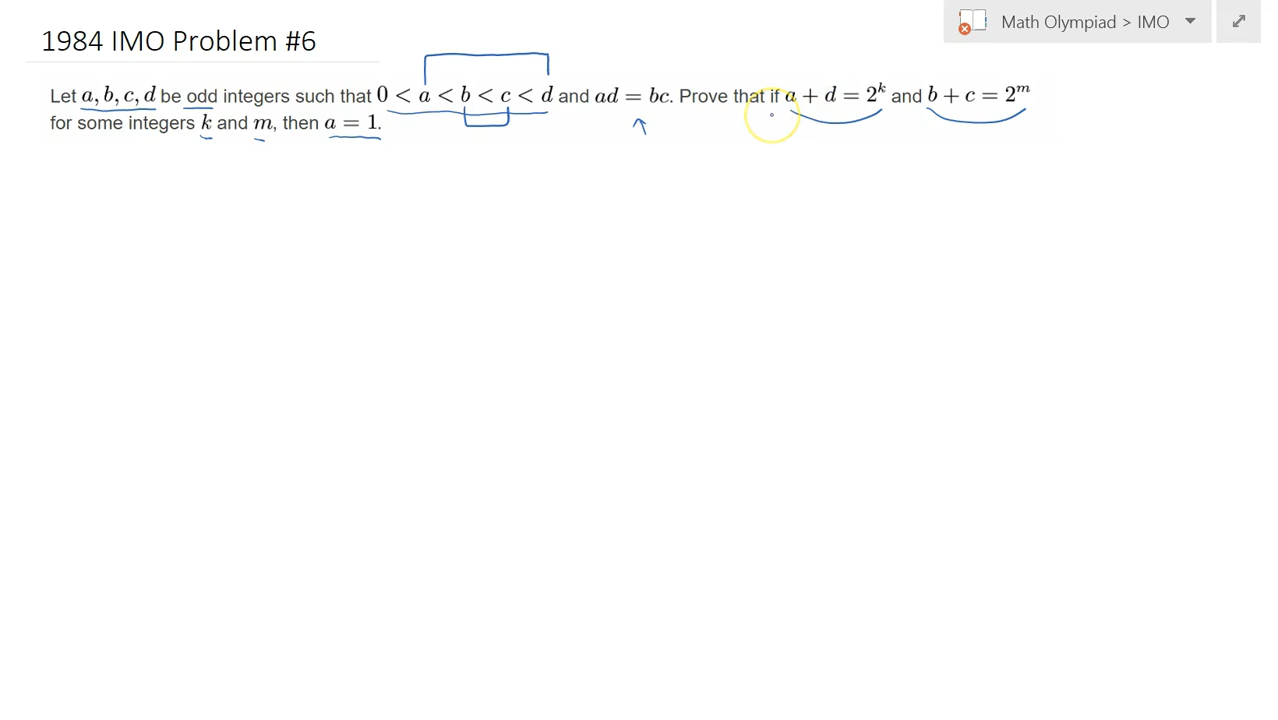 Math Olympiad > IMO
1984 IMO Problem #6
Let a, b, c, d be odd integers such that 0 < a < b < c < d and ad = bc. Prove that if a + d = 2^k and b + c = 2^m
for some integers k and m, then a = 1.